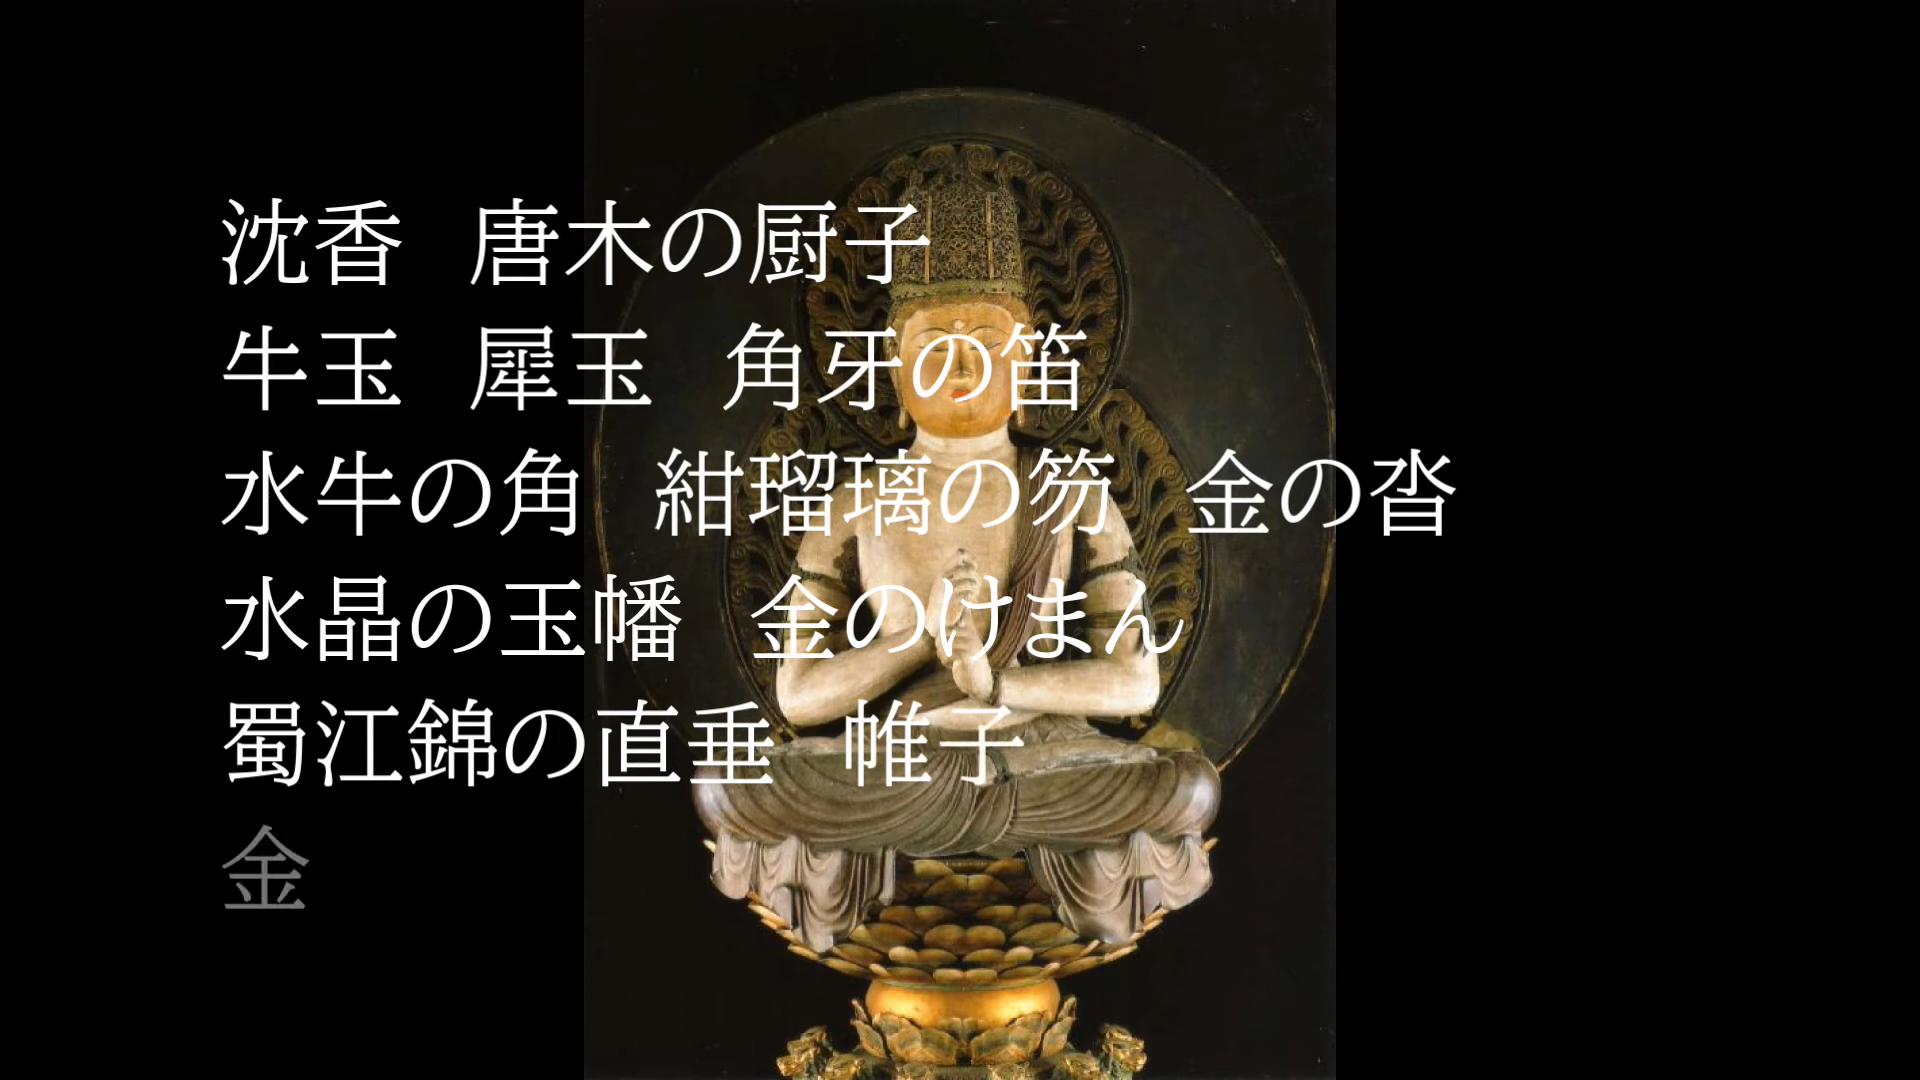 沈香　唐木の厨子
牛玉　犀玉　角牙の笛
水牛の角　紺瑠璃の笏　金の沓
水晶の玉幡　金のけまん
蜀江錦の直垂　帷子
金